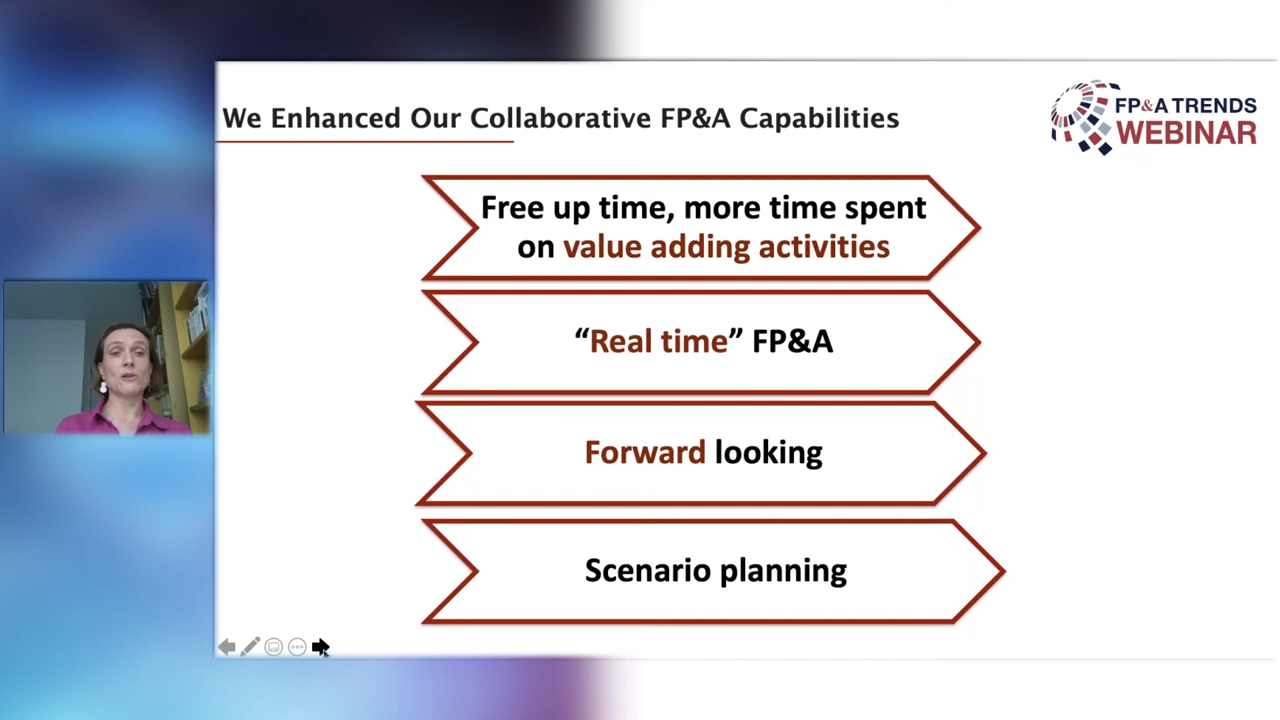 We Enhanced Our Collaborative FP&A Capabilities
FP&A TRENDS
WEBINAR
Free up time, more time spent
on value adding activities
“Real time” FP&A
Forward looking
Scenario planning